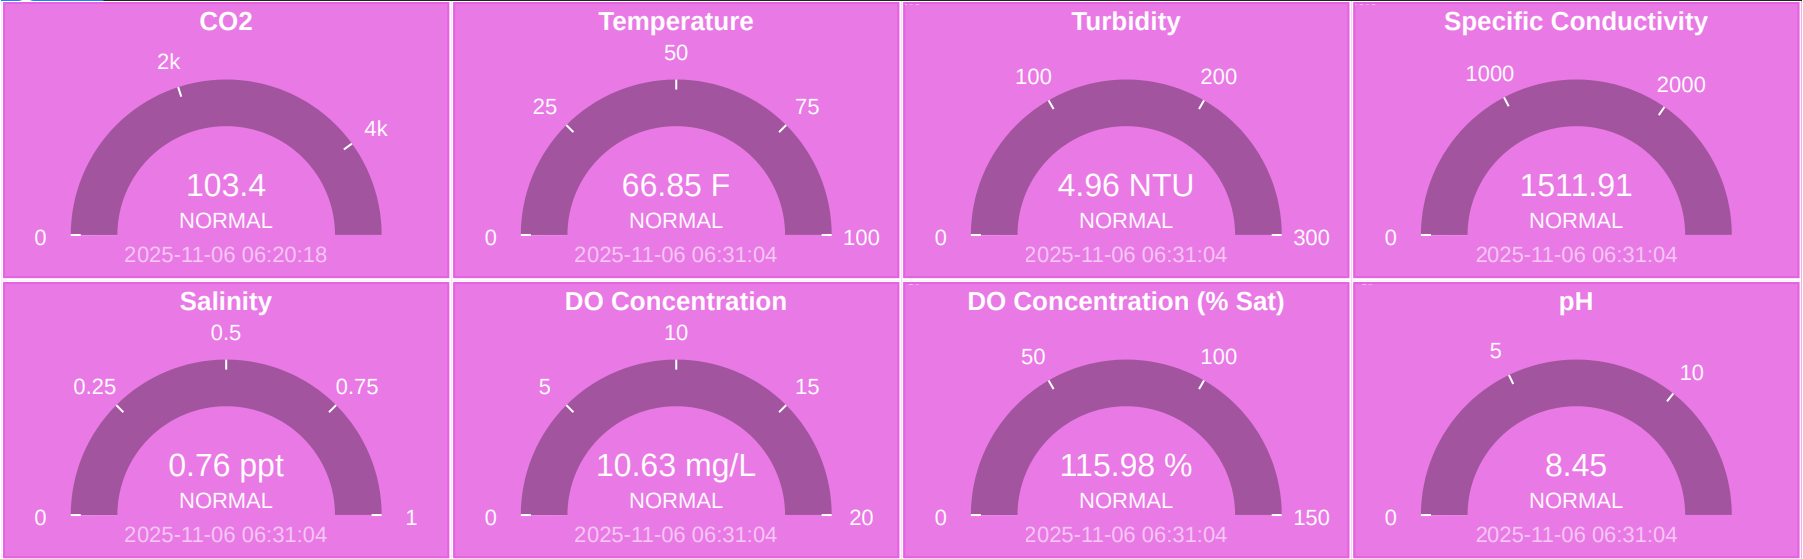 CO2
2k
4k
0
103.4
NORMAL
2025-11-06 06:20:18
Temperature
50
25
75
0
100
66.85 F
NORMAL
2025-11-06 06:31:04
Turbidity
100
200
0
300
4.96 NTU
NORMAL
2025-11-06 06:31:04
Specific Conductivity
1000
2000
0
1511.91
NORMAL
2025-11-06 06:31:04
Salinity
0.5
0.25
0.75
0
1
0.76 ppt
NORMAL
2025-11-06 06:31:04
DO Concentration
10
5
15
0
20
10.63 mg/L
NORMAL
2025-11-06 06:31:04
DO Concentration (% Sat)
50
100
0
150
115.98 %
NORMAL
2025-11-06 06:31:04
pH
5
10
0
8.45
NORMAL
2025-11-06 06:31:04